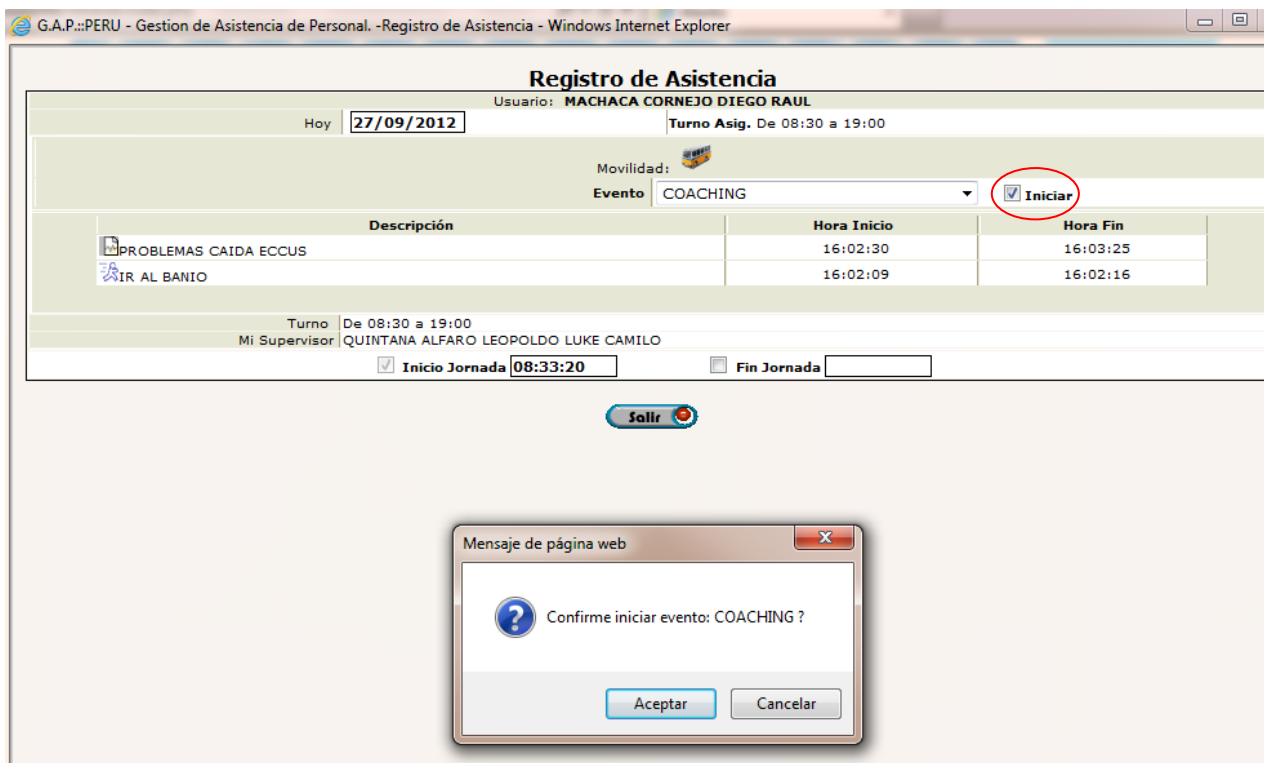 G.A.P.::PERU - Gestion de Asistencia de Personal. -Registro de Asistencia - Windows Internet Explorer
Registro de Asistencia
Usuario: MACHACA CORNEJO DIEGO RAUL
Hoy 27/09/2012 Turno Asig. De 08:30 a 19:00
Movilidad:
Evento COACHING Iniciar
Descripción Hora Inicio Hora Fin
PROBLEMAS CAIDA ECCUS 16:02:30 16:03:25
IR AL BANIO 16:02:09 16:02:16
Turno De 08:30 a 19:00
Mi Supervisor QUINTANA ALFARO LEOPOLDO LUKE CAMILO
Inicio Jornada 08:33:20 Fin Jornada
Salir
Mensaje de página web
Confirme iniciar evento: COACHING ?
Aceptar Cancelar